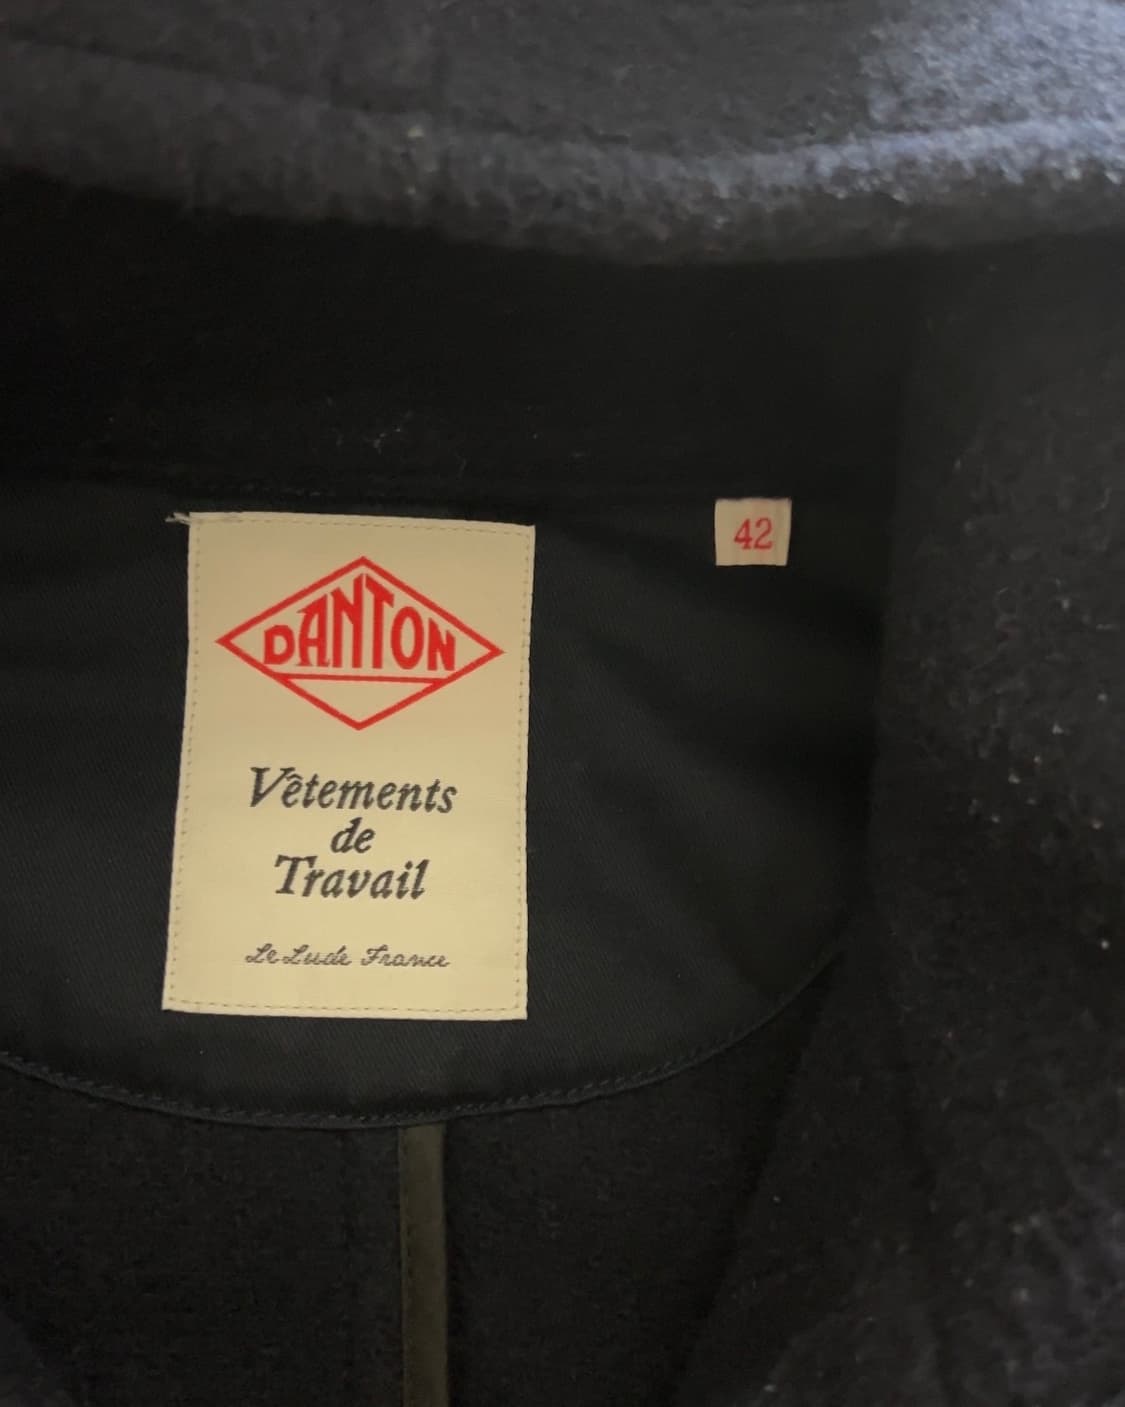 42
DANTON
Vêtements
de
Travail
Le Lude France